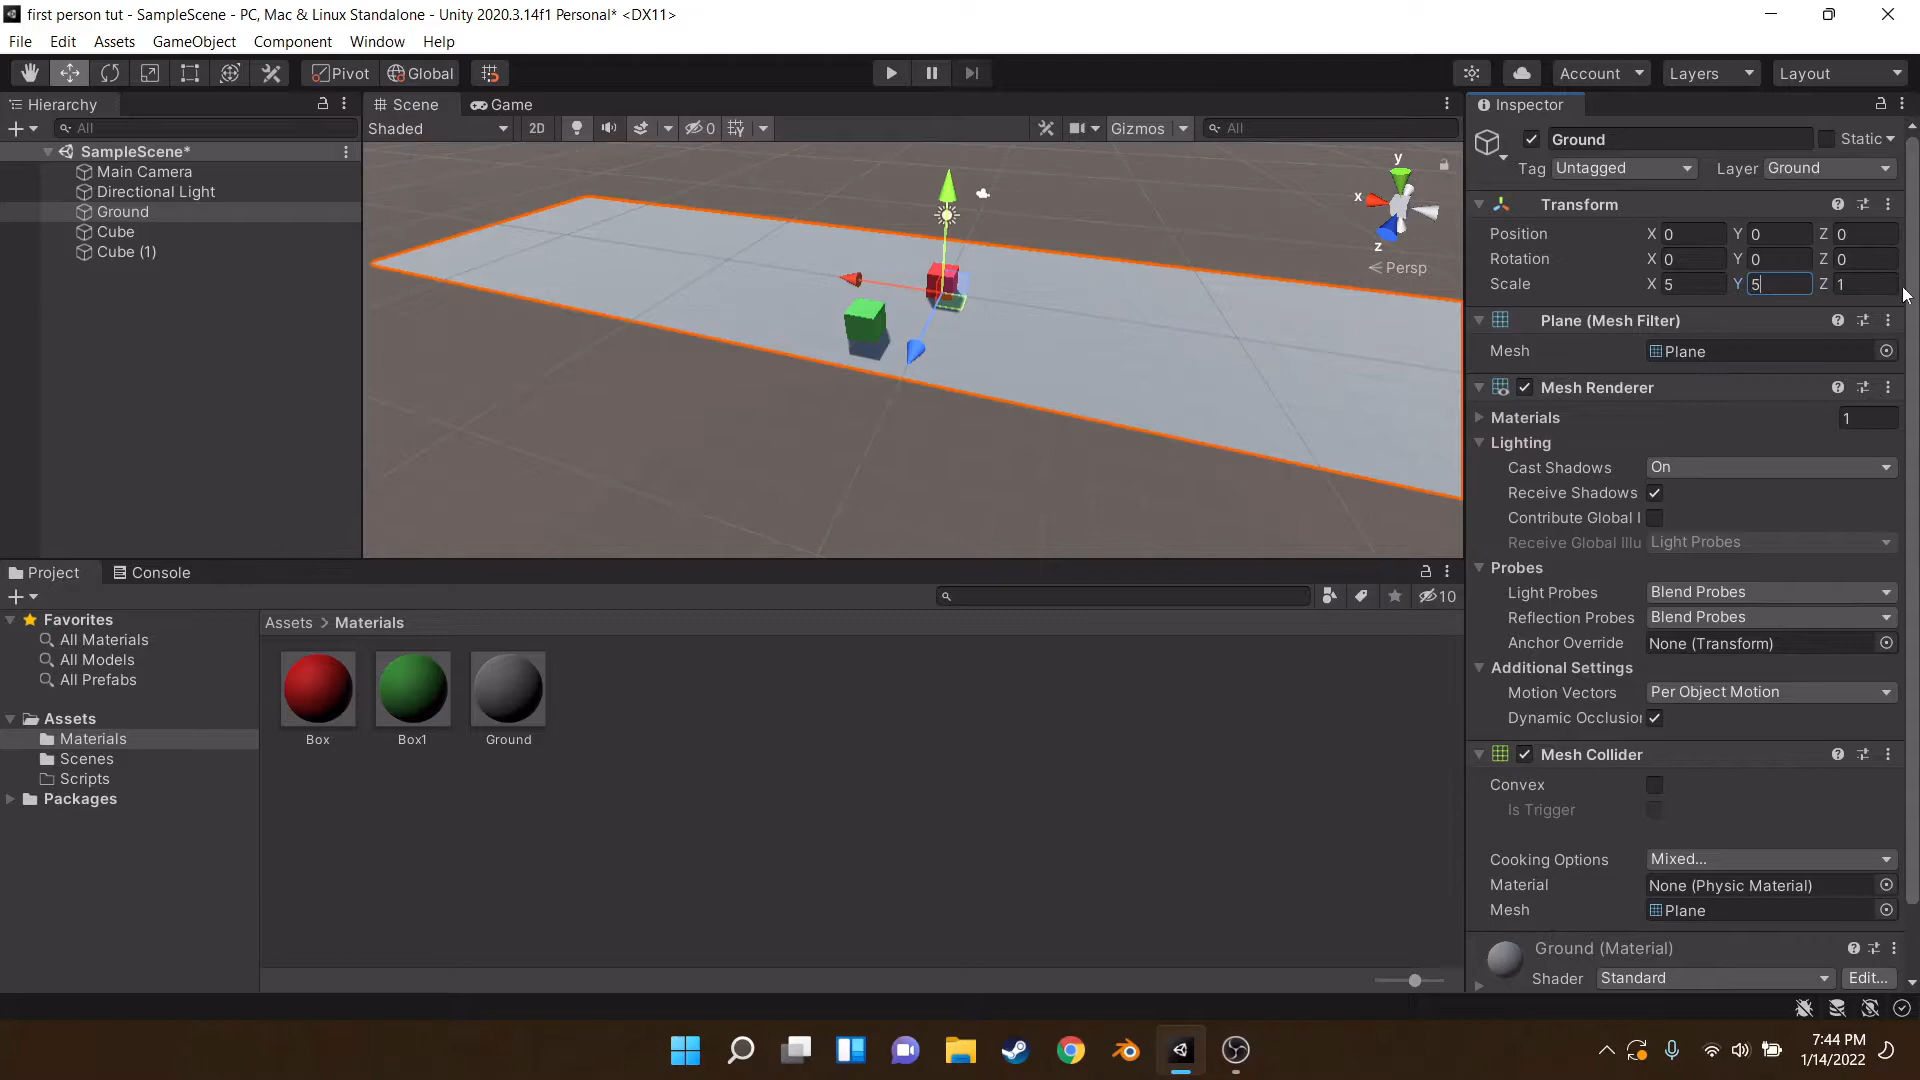 first person tut - SampleScene - PC, Mac & Linux Standalone - Unity 2020.3.14f1 Personal* <DX11>
File Edit Assets GameObject Component Window Help
Pivot Global Account Layers Layout
Hierarchy
All
SampleScene*
Main Camera
Directional Light
Ground
Cube
Cube (1)
Scene Game
Shaded 2D 0 Gizmos All
y
x
z
Persp
Inspector
Ground Static
Tag Untagged Layer Ground
Transform
Position X 0 Y 0 Z 0
Rotation X 0 Y 0 Z 0
Scale X 5 Y 5 Z 1
Plane (Mesh Filter)
Mesh Plane
Mesh Renderer
Materials 1
Lighting
Cast Shadows On
Receive Shadows
Contribute Global I
Receive Global Illu Light Probes
Probes
Light Probes Blend Probes
Reflection Probes Blend Probes
Anchor Override None (Transform)
Additional Settings
Motion Vectors Per Object Motion
Dynamic Occlusion
Mesh Collider
Convex
Is Trigger
Cooking Options Mixed...
Material None (Physic Material)
Mesh Plane
Ground (Material)
Shader Standard Edit...
Project Console
10
Favorites
All Materials
All Models
All Prefabs
Assets
Materials
Scenes
Scripts
Packages
Assets > Materials
Box Box1 Ground
7:44 PM
1/14/2022